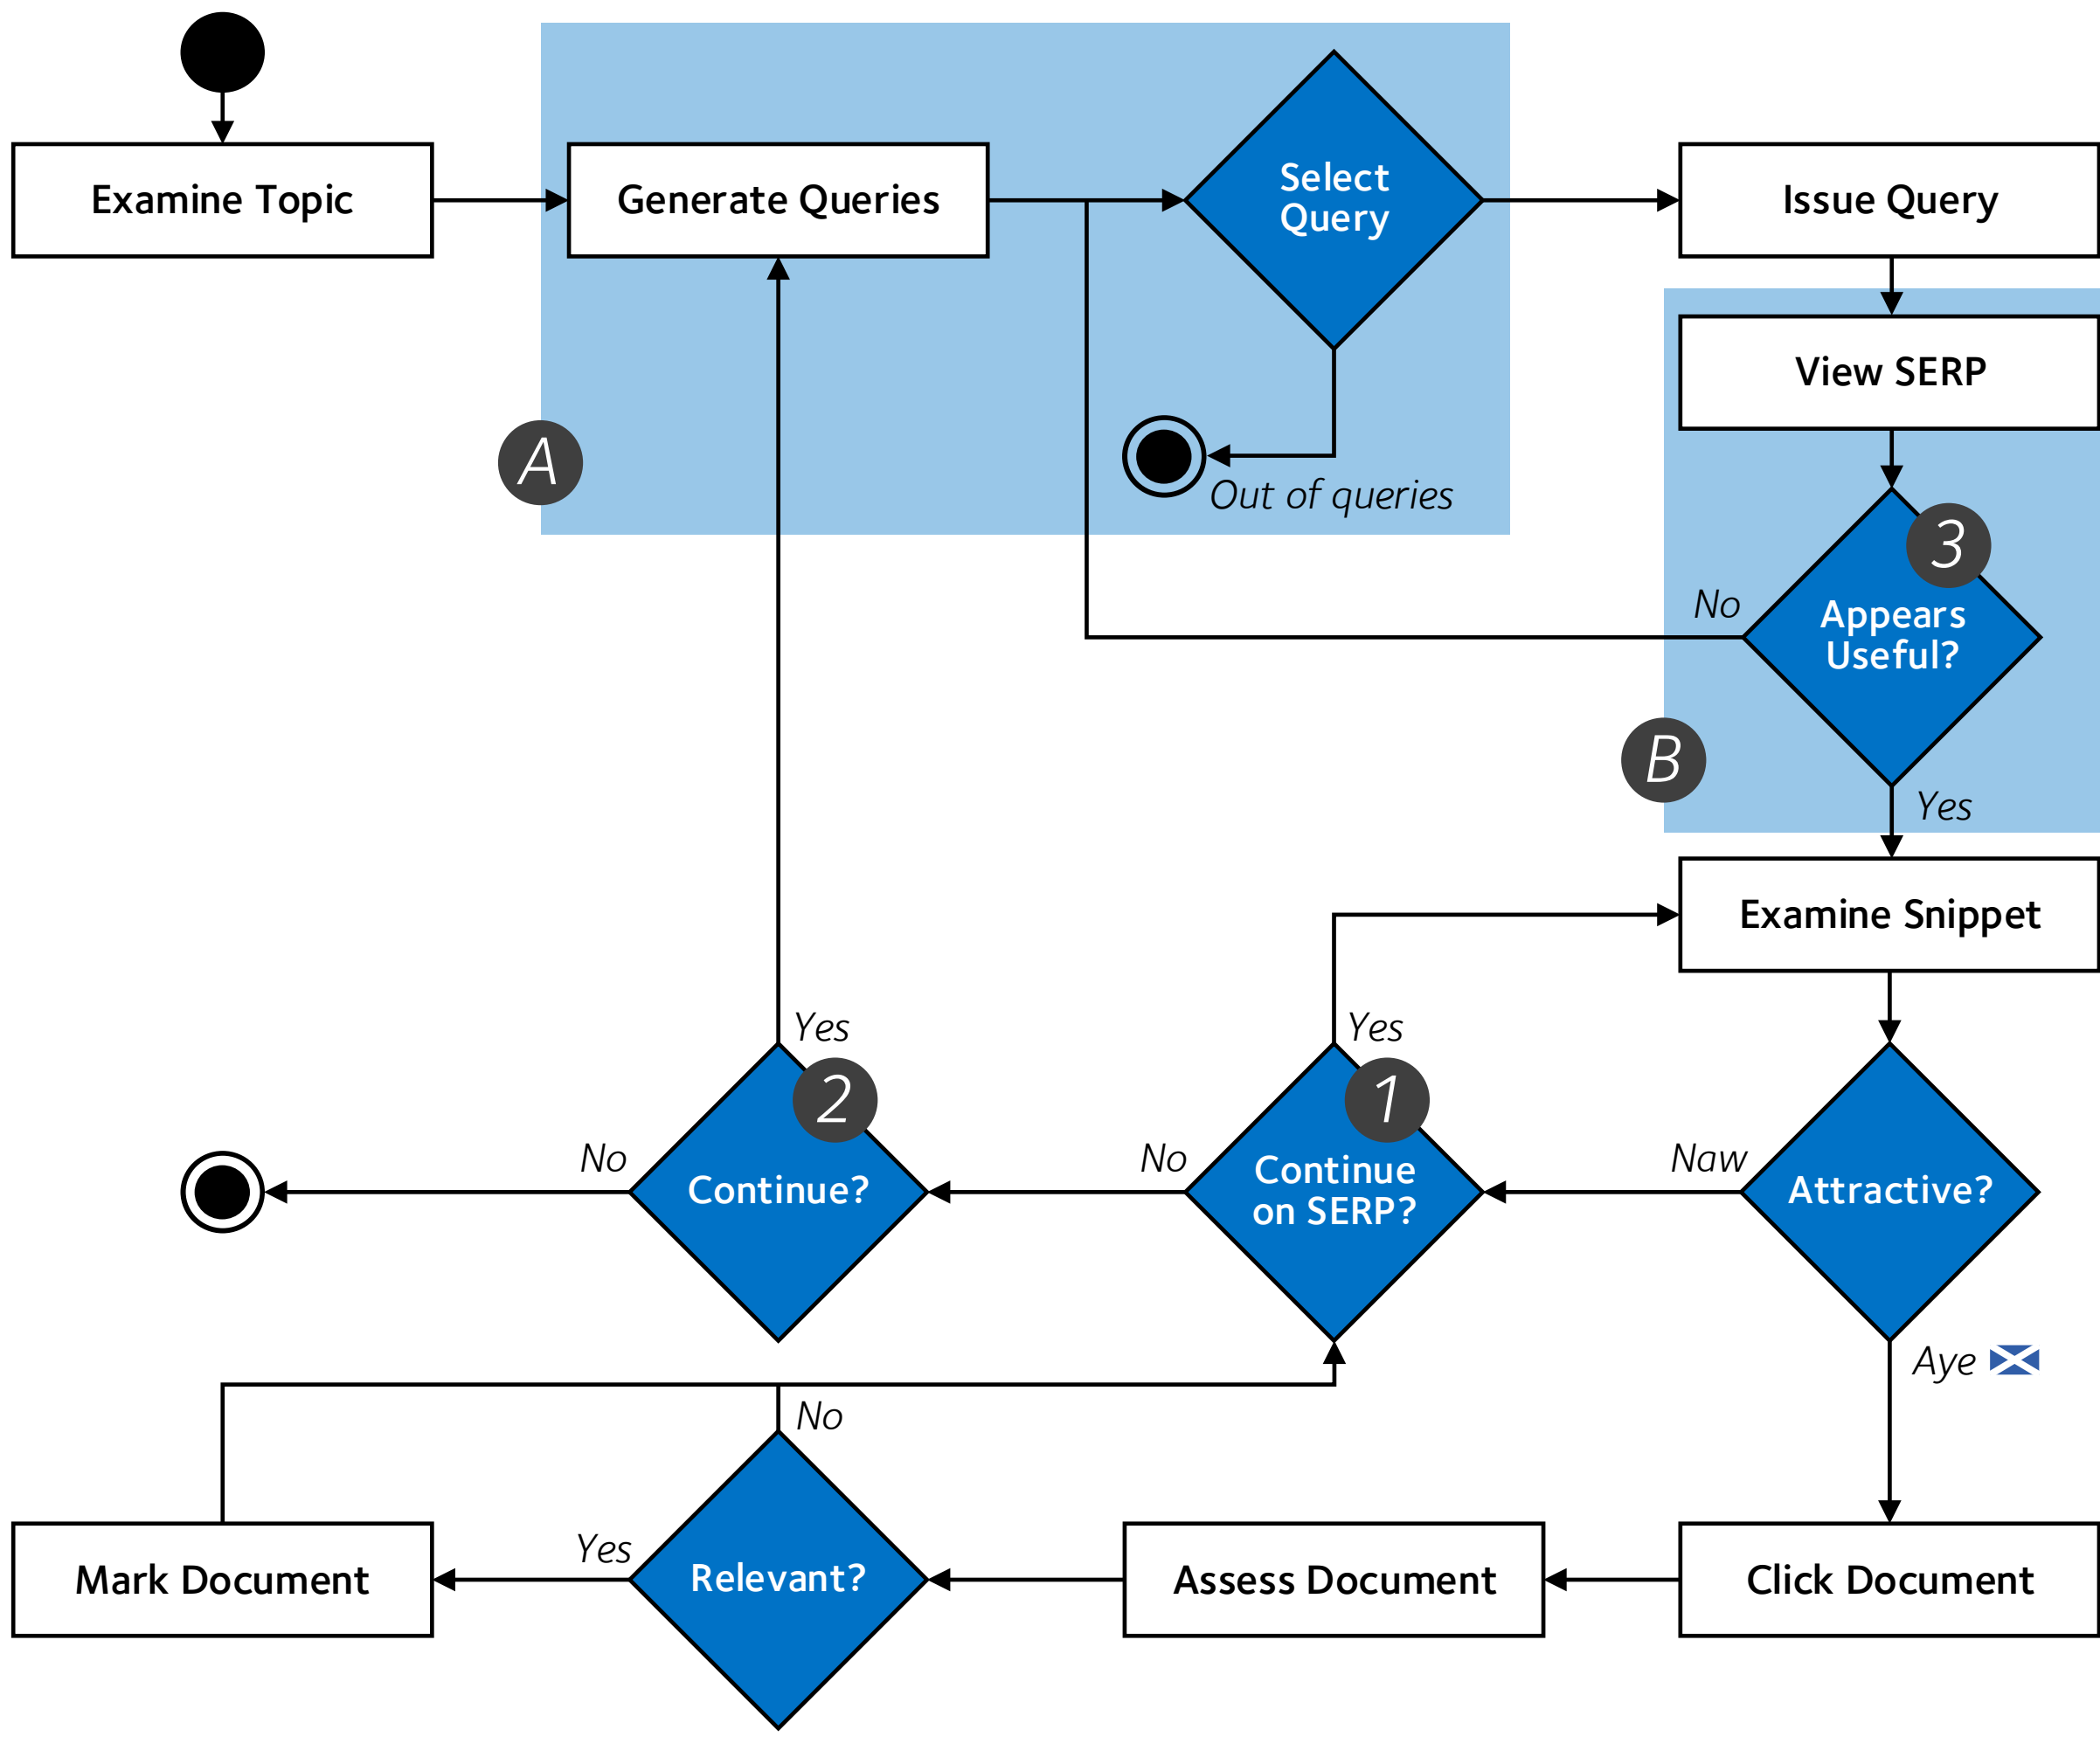 Examine Topic
Generate Queries
Select
Query
Issue Query
View SERP
A
Out of queries
3
No
Appears
Useful?
B
Yes
Examine Snippet
Yes
2
Yes
1
No
Continue?
No
Continue
on SERP?
Naw
Attractive?
Aye
No
Mark Document
Yes
Relevant?
Assess Document
Click Document